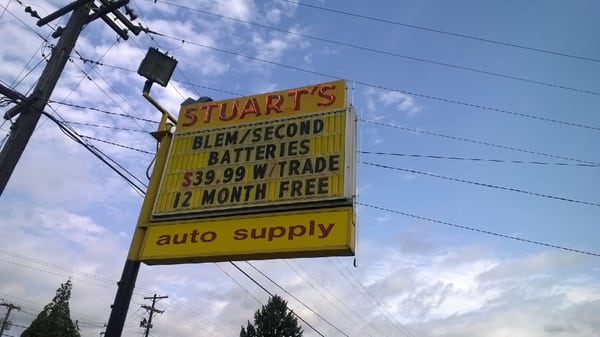 STUART'S
BLEM/SECOND
BATTERIES
$39.99 W/TRADE
12 MONTH FREE
auto supply